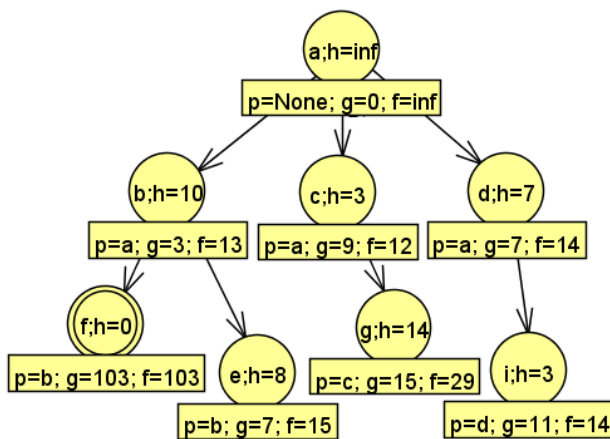 a;h=inf
p=None; g=0; f=inf
b;h=10
p=a; g=3; f=13
c;h=3
p=a; g=9; f=12
d;h=7
p=a; g=7; f=14
f;h=0
p=b; g=103; f=103
e;h=8
p=b; g=7; f=15
g;h=14
p=c; g=15; f=29
i;h=3
p=d; g=11; f=14